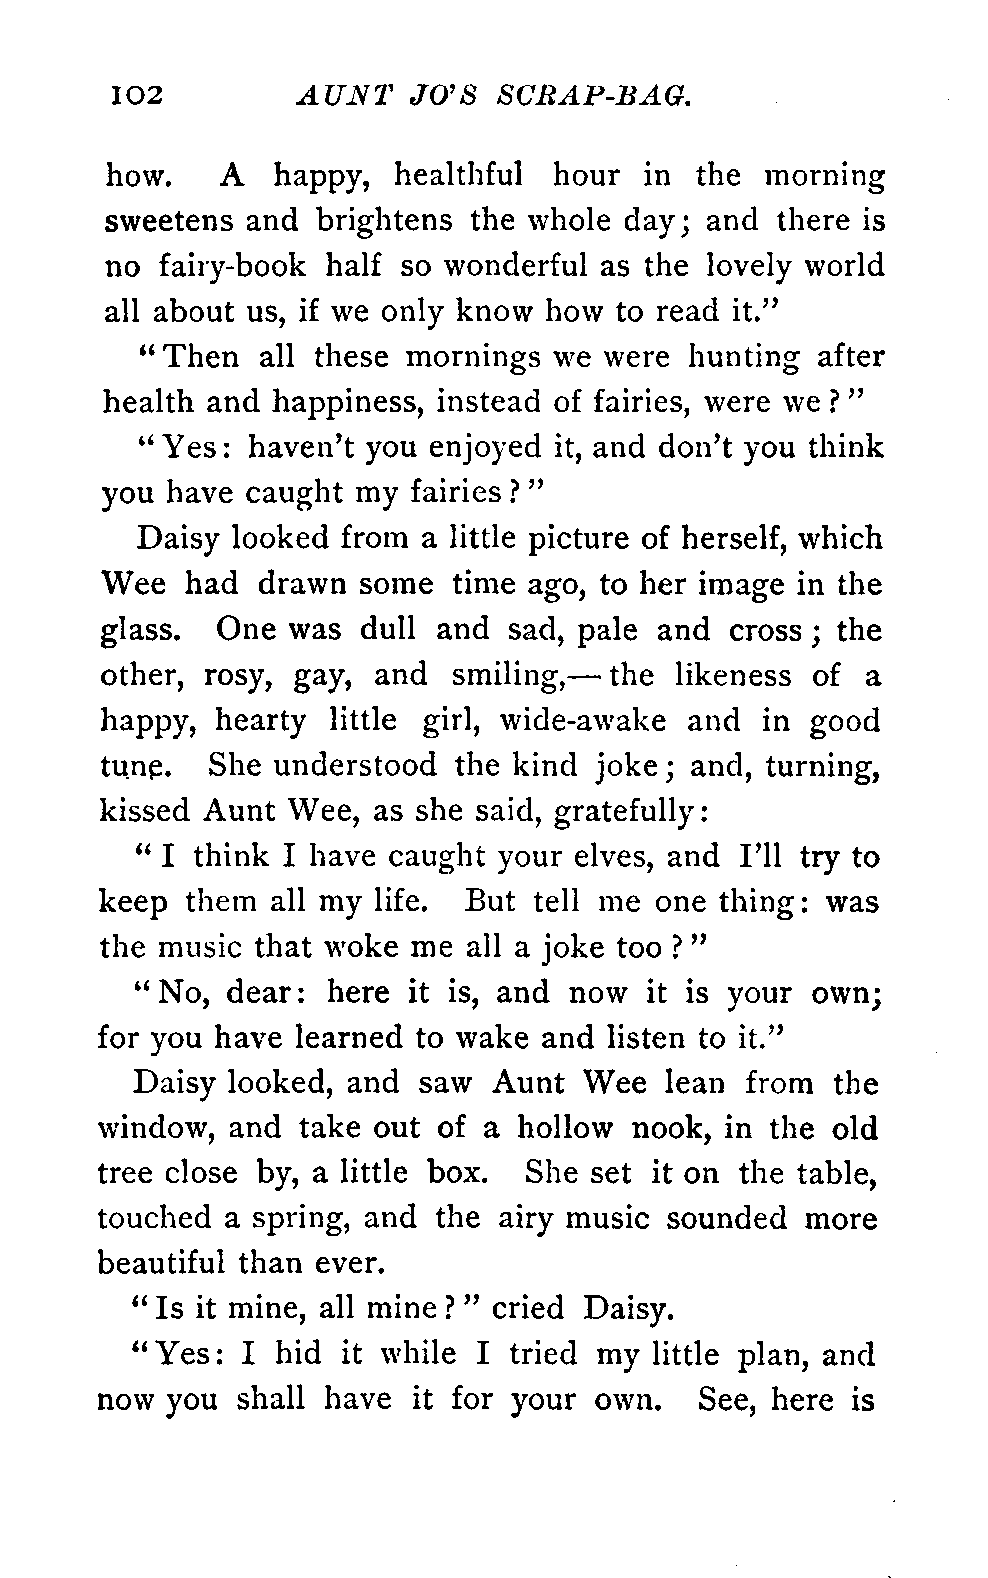 102 AUNT JO'S SCRAP-BAG.
how. A happy, healthful hour in the morning
sweetens and brightens the whole day; and there is
no fairy-book half so wonderful as the lovely world
all about us, if we only know how to read it."
"Then all these mornings we were hunting after
health and happiness, instead of fairies, were we?"
"Yes: haven't you enjoyed it, and don't you think
you have caught my fairies?"
Daisy looked from a little picture of herself, which
Wee had drawn some time ago, to her image in the
glass. One was dull and sad, pale and cross; the
other, rosy, gay, and smiling,—the likeness of a
happy, hearty little girl, wide-awake and in good
tune. She understood the kind joke; and, turning,
kissed Aunt Wee, as she said, gratefully:
"I think I have caught your elves, and I'll try to
keep them all my life. But tell me one thing: was
the music that woke me all a joke too?"
"No, dear: here it is, and now it is your own;
for you have learned to wake and listen to it."
Daisy looked, and saw Aunt Wee lean from the
window, and take out of a hollow nook, in the old
tree close by, a little box. She set it on the table,
touched a spring, and the airy music sounded more
beautiful than ever.
"Is it mine, all mine?" cried Daisy.
"Yes: I hid it while I tried my little plan, and
now you shall have it for your own. See, here is